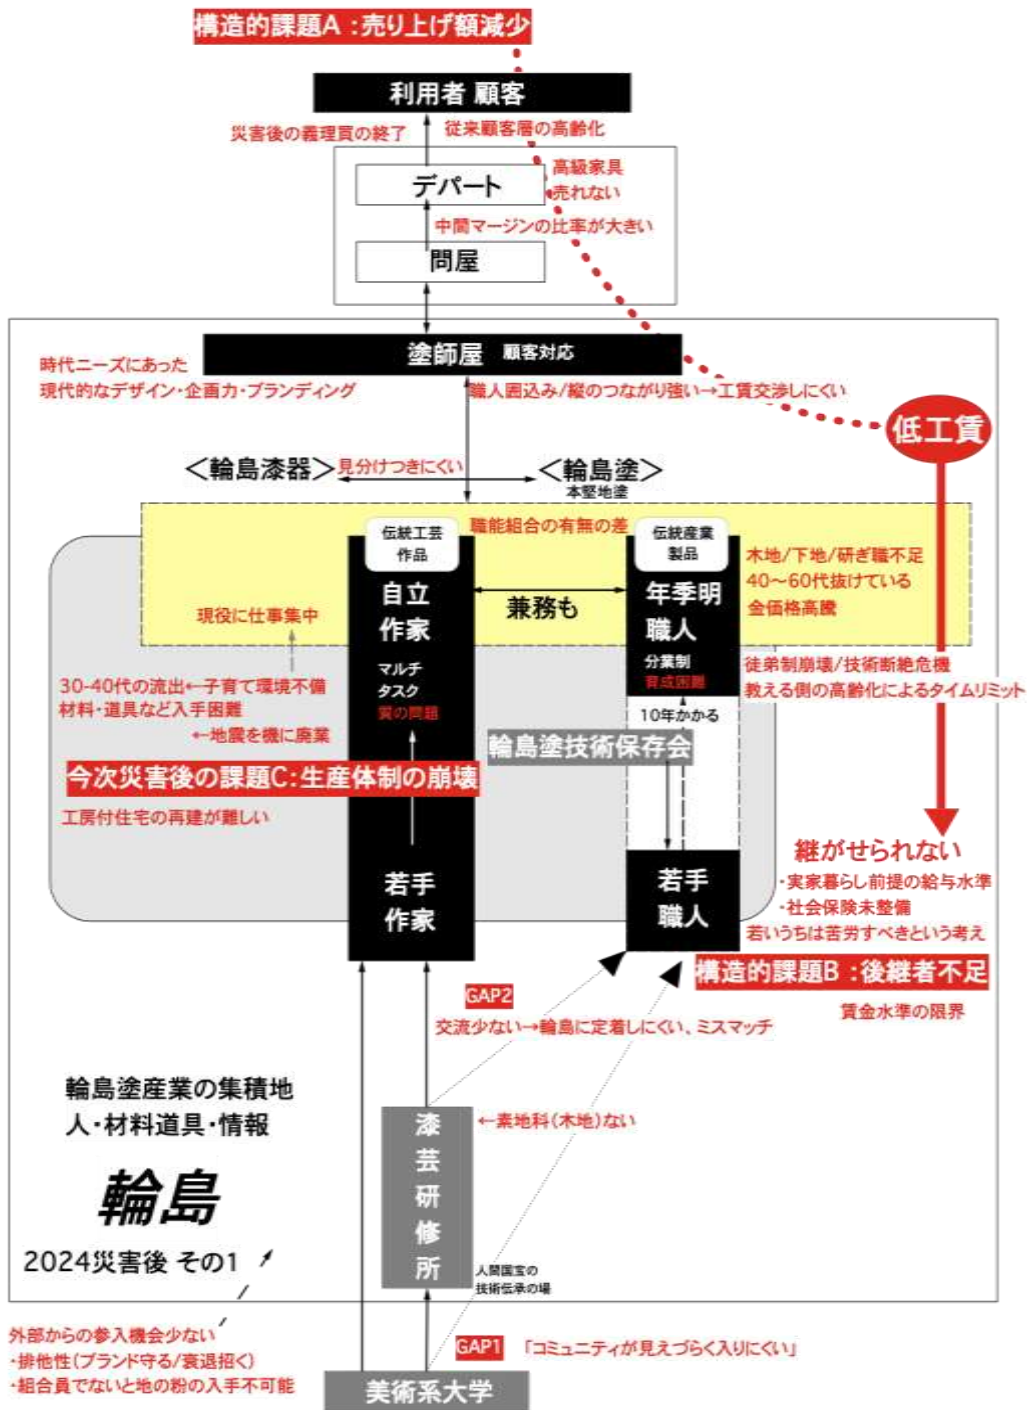 構造的課題A：売り上げ額減少
利用者 顧客
災害後の義理買の終了
従来顧客層の高齢化
デパート
高級家具
売れない
中間マージンの比率が大きい
問屋
塗師屋 顧客対応
時代ニーズにあった
現代的なデザイン・企画力・ブランディング
職人囲込み/縦のつながり強い→工賃交渉しにくい
低工賃
＜輪島漆器＞
見分けつきにくい
＜輪島塗＞
本堅地塗
職能組合の有無の差
伝統工芸
作品
自立
作家
マルチ
タスク
質の問題
兼務も
伝統産業
製品
年季明
職人
分業制
育成困難
木地/下地/研ぎ職不足
40〜60代抜けている
金価格高騰
現役に仕事集中
徒弟制崩壊/技術断絶危機
教える側の高齢化によるタイムリミット
30-40代の流出←子育て環境不備
材料・道具など入手困難
←地震を機に廃業
10年かかる
輪島塗技術保存会
今次災害後の課題C：生産体制の崩壊
工房付住宅の再建が難しい
若手
作家
若手
職人
継がせられない
・実家暮らし前提の給与水準
・社会保険未整備
若いうちは苦労すべきという考え
構造的課題B：後継者不足
賃金水準の限界
GAP2
交流少ない→輪島に定着しにくい、ミスマッチ
輪島塗産業の集積地
人・材料道具・情報
輪島
2024災害後 その1
漆芸研修所
←素地科（木地）ない
人間国宝の
技術伝承の場
外部からの参入機会少ない
・排他性（ブランド守る/衰退招く）
・組合員でないと地の粉の入手不可能
GAP1 「コミュニティが見えづらく入りにくい」
美術系大学